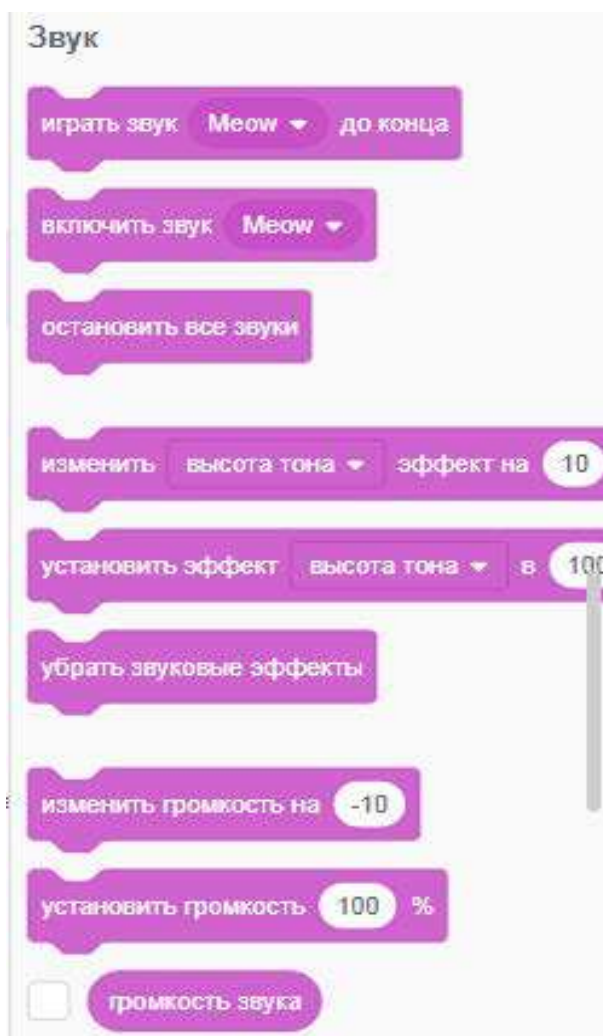 Звук
играть звук Meow до конца
включить звук Meow
остановить все звуки
изменить высота тона эффект на 10
установить эффект высота тона в 100
убрать звуковые эффекты
изменить громкость на -10
установить громкость 100 %
громкость звука